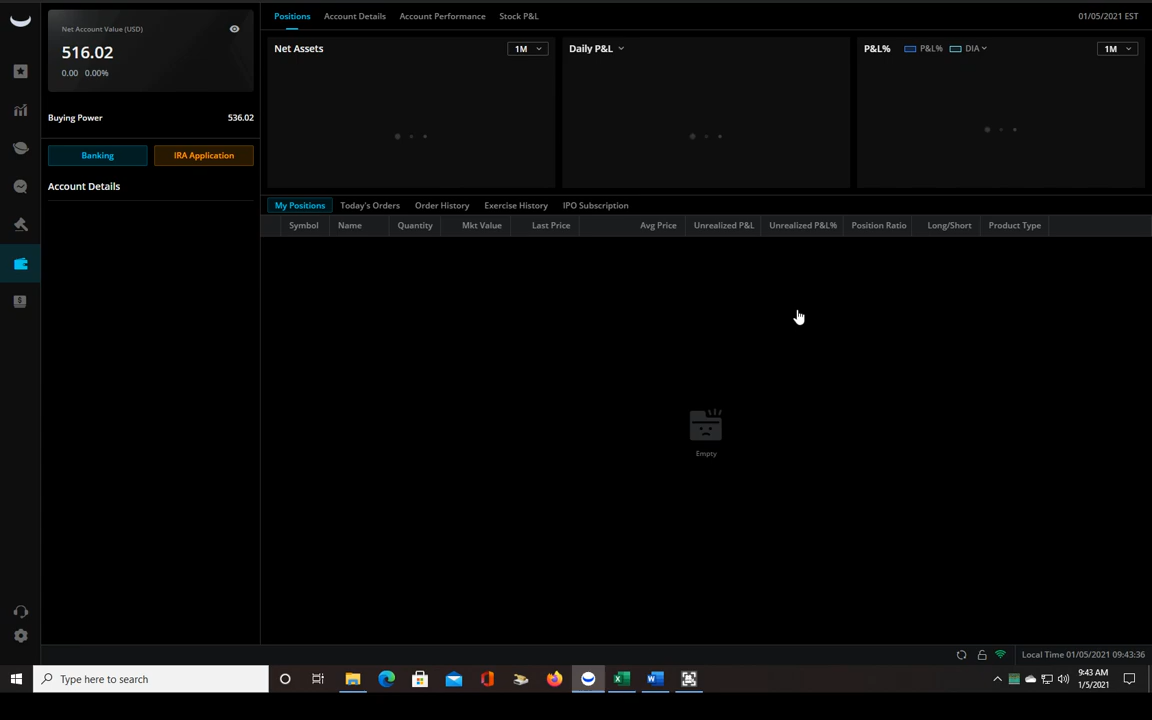 Positions Account Details Account Performance Stock P&L 01/05/2021 EST
Net Account Value (USD)
516.02
0.00 0.00%
Buying Power 536.02
Banking IRA Application
Account Details
Net Assets 1M
Daily P&L
P&L% P&L% DIA 1M
My Positions Today's Orders Order History Exercise History IPO Subscription
Symbol Name Quantity Mkt Value Last Price Avg Price Unrealized P&L Unrealized P&L% Position Ratio Long/Short Product Type
Empty
Local Time 01/05/2021 09:43:36
Type here to search
9:43 AM
1/5/2021